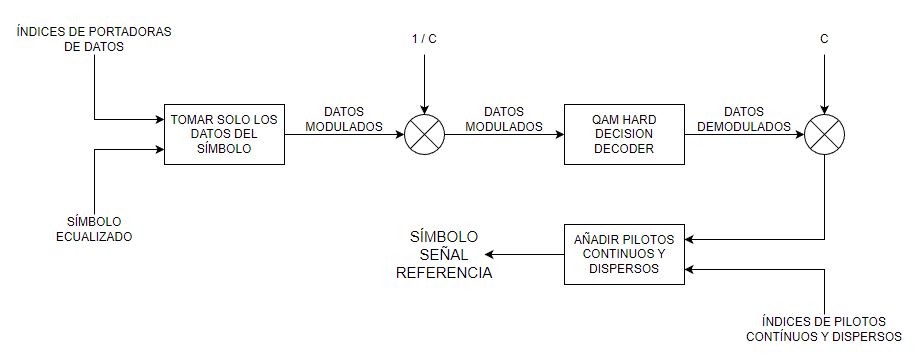 ÍNDICES DE PORTADORAS
DE DATOS
1 / C
C
TOMAR SOLO LOS
DATOS DEL
SÍMBOLO
DATOS
MODULADOS
DATOS
MODULADOS
QAM HARD
DECISION
DECODER
DATOS
DEMODULADOS
SÍMBOLO
ECUALIZADO
SÍMBOLO
SEÑAL
REFERENCIA
AÑADIR PILOTOS
CONTINUOS Y
DISPERSOS
ÍNDICES DE PILOTOS
CONTÍNUOS Y DISPERSOS